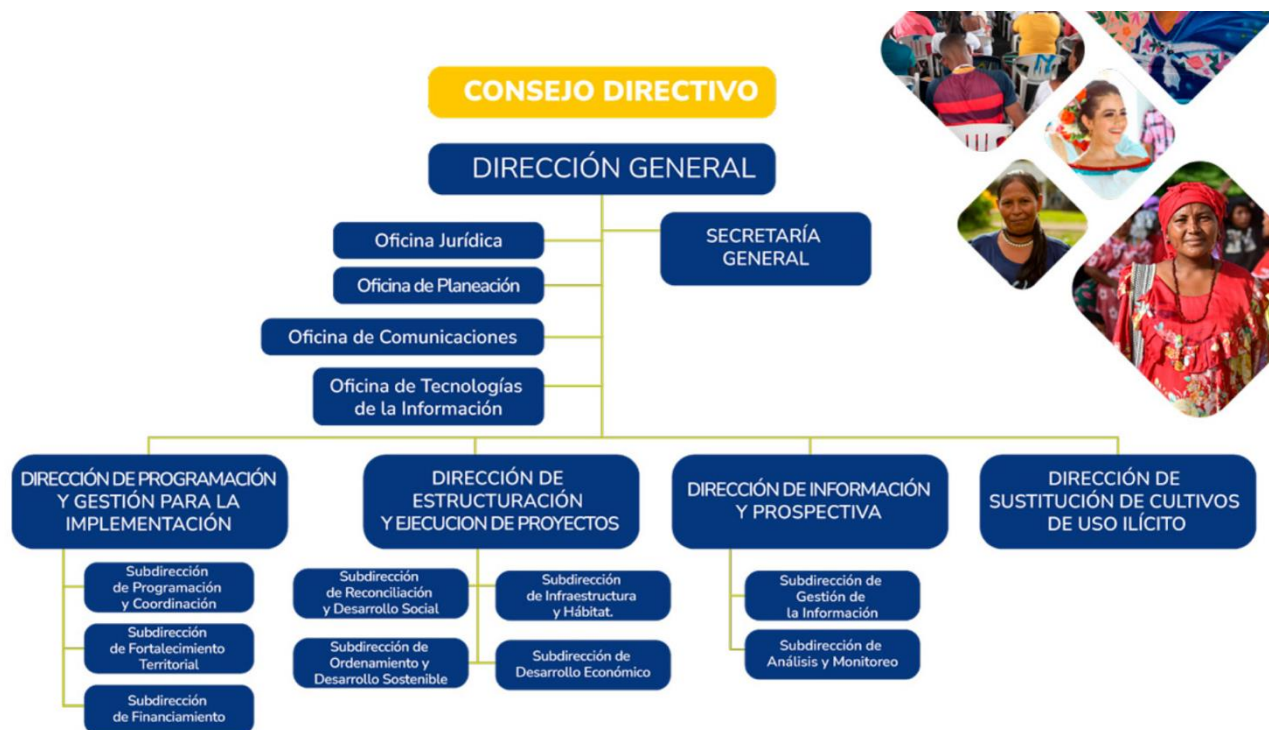 CONSEJO DIRECTIVO
DIRECCIÓN GENERAL
Oficina Jurídica
SECRETARÍA
GENERAL
Oficina de Planeación
Oficina de Comunicaciones
Oficina de Tecnologías
de la Información
DIRECCIÓN DE PROGRAMACIÓN
Y GESTIÓN PARA LA
IMPLEMENTACIÓN
Subdirección
de Programación
y Coordinación
Subdirección
de Fortalecimiento
Territorial
Subdirección
de Financiamiento
DIRECCIÓN DE
ESTRUCTURACIÓN
Y EJECUCION DE PROYECTOS
Subdirección
de Reconciliación
y Desarrollo Social
Subdirección
de Infraestructura
y Hábitat.
Subdirección de
Ordenamiento y
Desarrollo Sostenible
Subdirección de
Desarrollo Económico
DIRECCIÓN DE INFORMACIÓN
Y PROSPECTIVA
Subdirección de
Gestión de
la Información
Subdirección de
Análisis y Monitoreo
DIRECCIÓN DE
SUSTITUCIÓN DE CULTIVOS
DE USO ILÍCITO